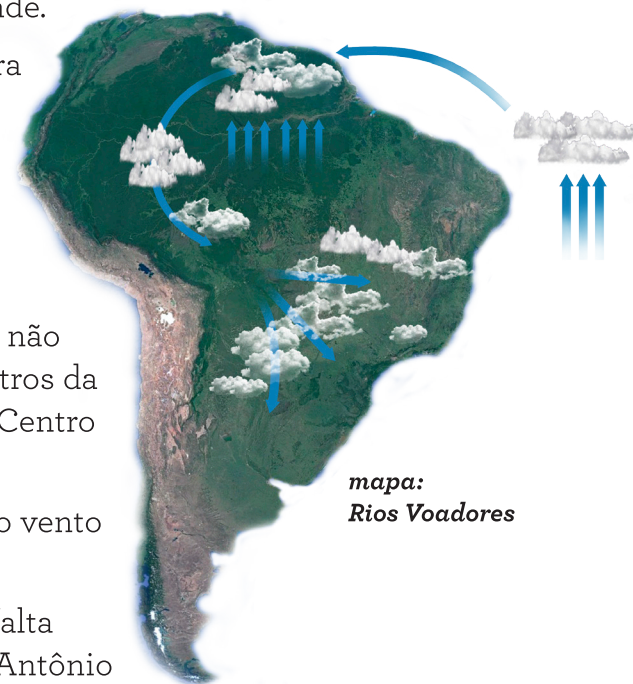 nde.
ra
não
tros da
Centro
o vento
alta
Antônio
mapa:
Rios Voadores